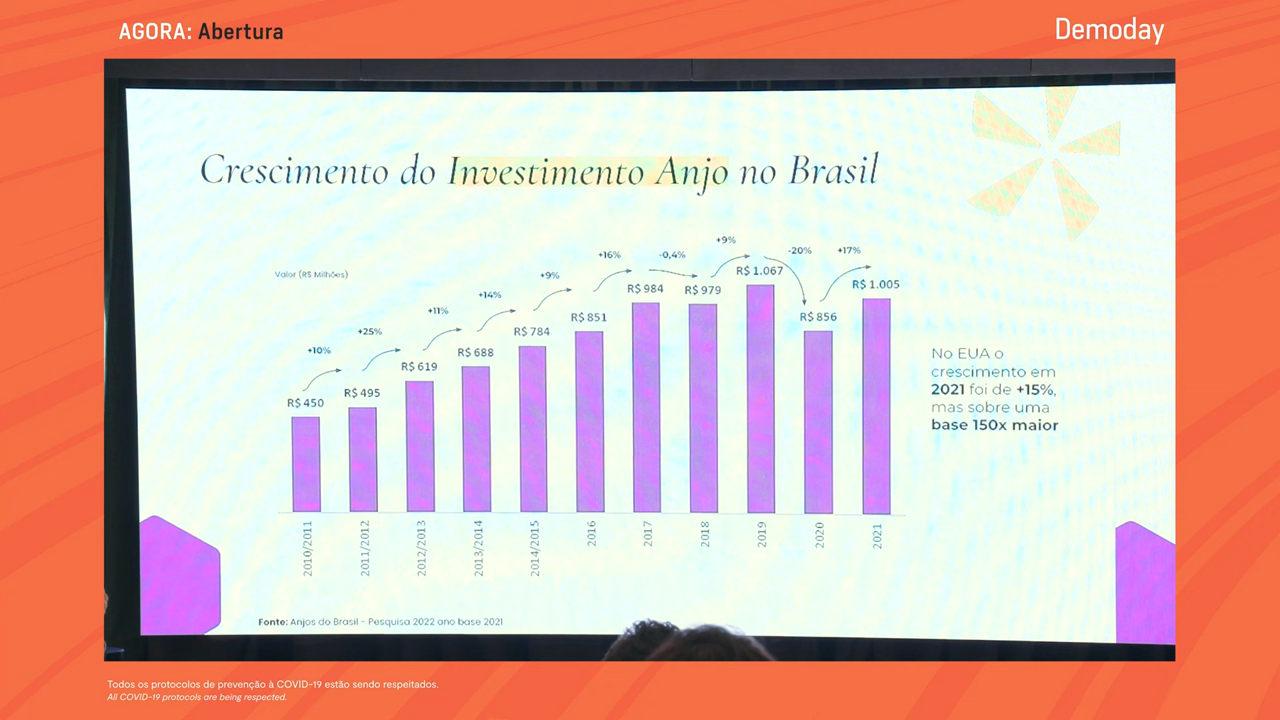 AGORA: Abertura
Demoday
Crescimento do Investimento Anjo no Brasil
Valor (R$ Milhões)
+10%
+25%
+11%
+14%
+9%
+16%
-0,4%
+9%
-20%
+17%
R$ 450
R$ 495
R$ 619
R$ 688
R$ 784
R$ 851
R$ 984
R$ 979
R$ 1.067
R$ 856
R$ 1.005
No EUA o
crescimento em
2021 foi de +15%,
mas sobre uma
base 150x maior
2010/2011
2011/2012
2012/2013
2013/2014
2014/2015
2016
2017
2018
2019
2020
2021
Fonte: Anjos do Brasil - Pesquisa 2022 ano base 2021
Todos os protocolos de prevenção à COVID-19 estão sendo respeitados.
All COVID-19 protocols are being respected.